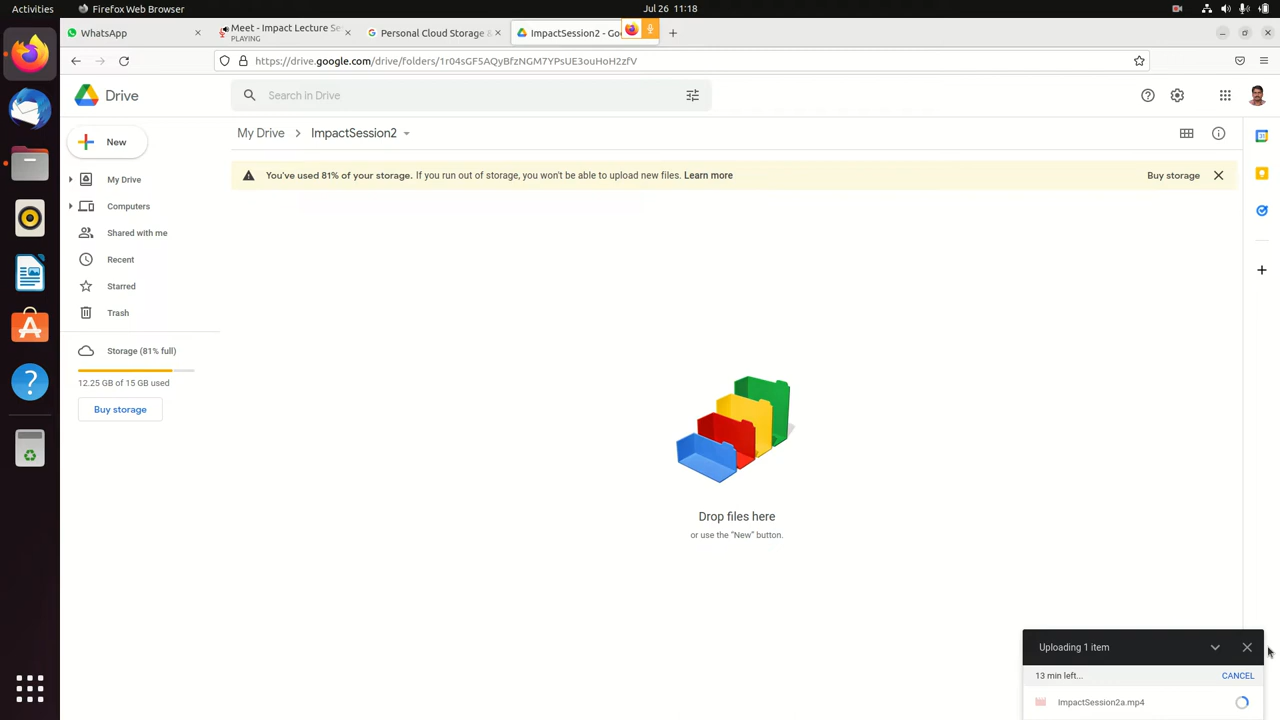 Activities
Firefox Web Browser
Jul 26 11:18
WhatsApp
Meet - Impact Lecture Se
PLAYING
Personal Cloud Storage &
ImpactSession2 - Goo
https://drive.google.com/drive/folders/1r04sGF5AQyBfzNGM7YPsUE3ouHoH2zfV
Drive
Search in Drive
New
My Drive
ImpactSession2
You've used 81% of your storage. If you run out of storage, you won't be able to upload new files. Learn more
Buy storage
My Drive
Computers
Shared with me
Recent
Starred
Trash
Storage (81% full)
12.25 GB of 15 GB used
Buy storage
Drop files here
or use the “New” button.
Uploading 1 item
13 min left...
CANCEL
ImpactSession2a.mp4